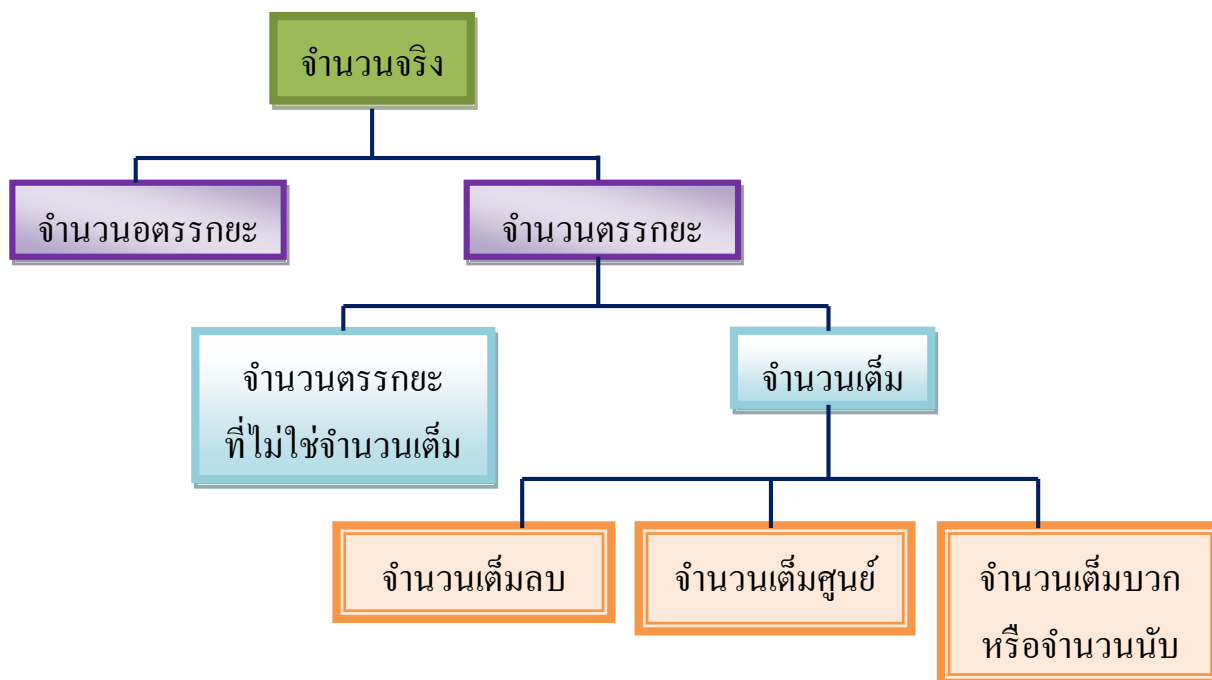 จำนวนจริง
จำนวนอตรรกยะ
จำนวนตรรกยะ
จำนวนตรรกยะ
ที่ไม่ใช่จำนวนเต็ม
จำนวนเต็ม
จำนวนเต็มลบ
จำนวนเต็มศูนย์
จำนวนเต็มบวก
หรือจำนวนนับ